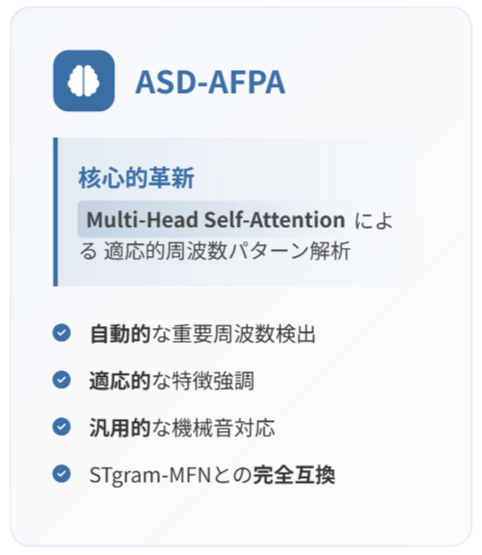 ASD-AFPA
核心的革新
Multi-Head Self-Attention によ
る 適応的周波数パターン解析
自動的な重要周波数検出
適応的な特徴強調
汎用的な機械音対応
STgram-MFNとの完全互換